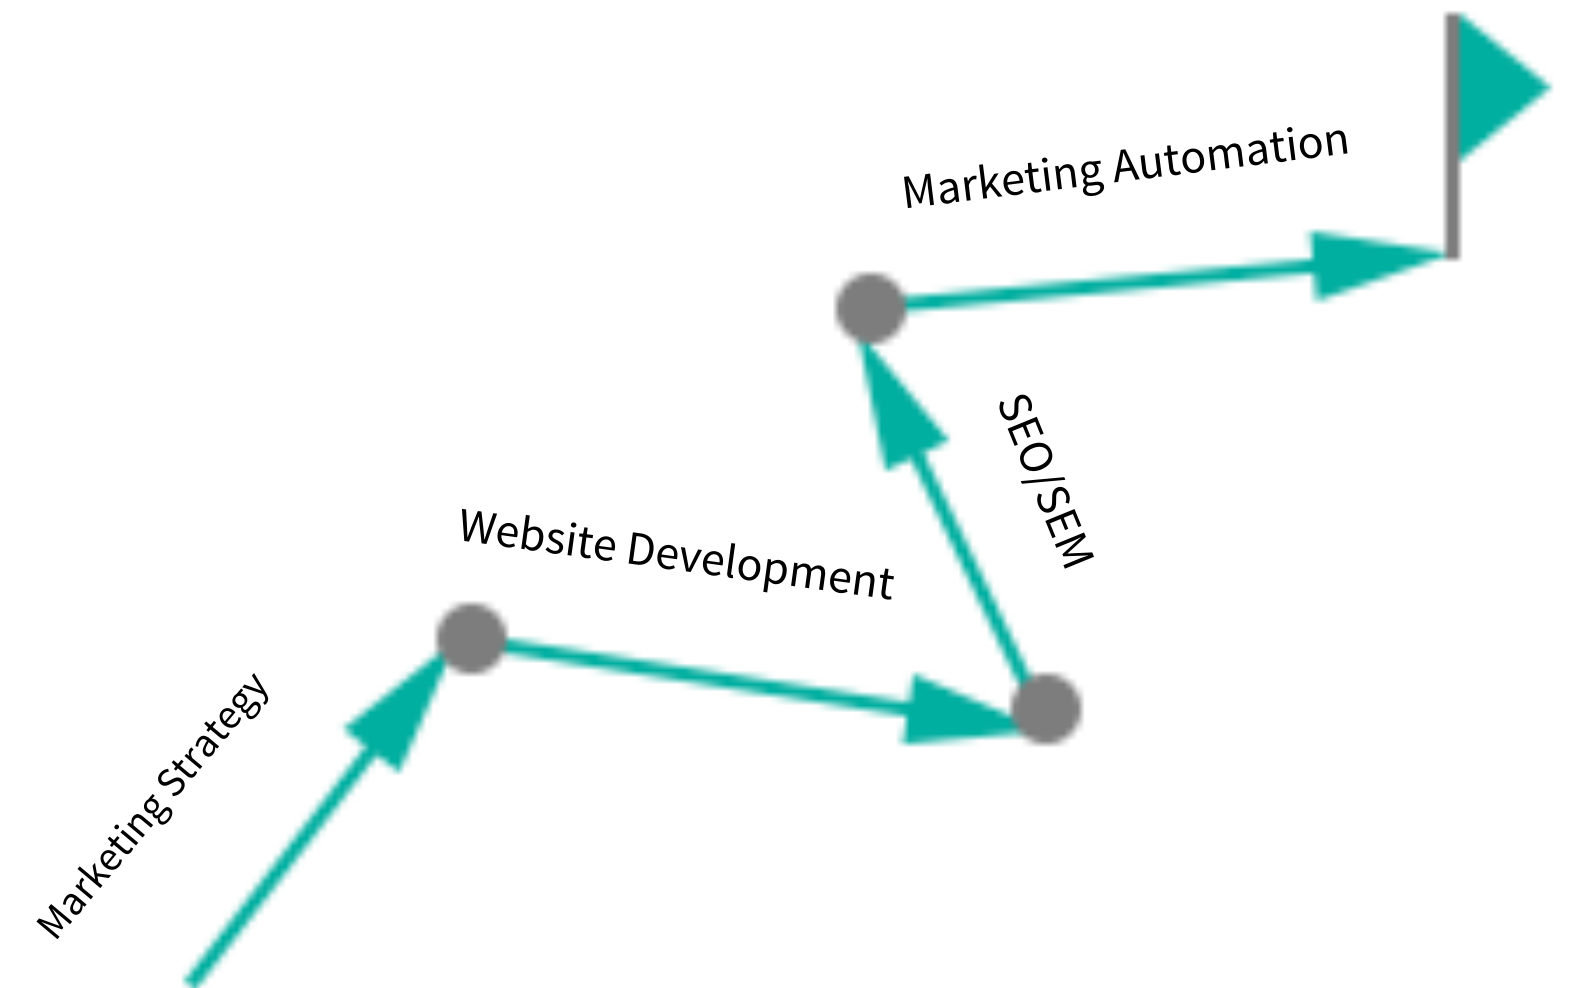 Marketing Automation
SEO/SEM
Website Development
Marketing Strategy